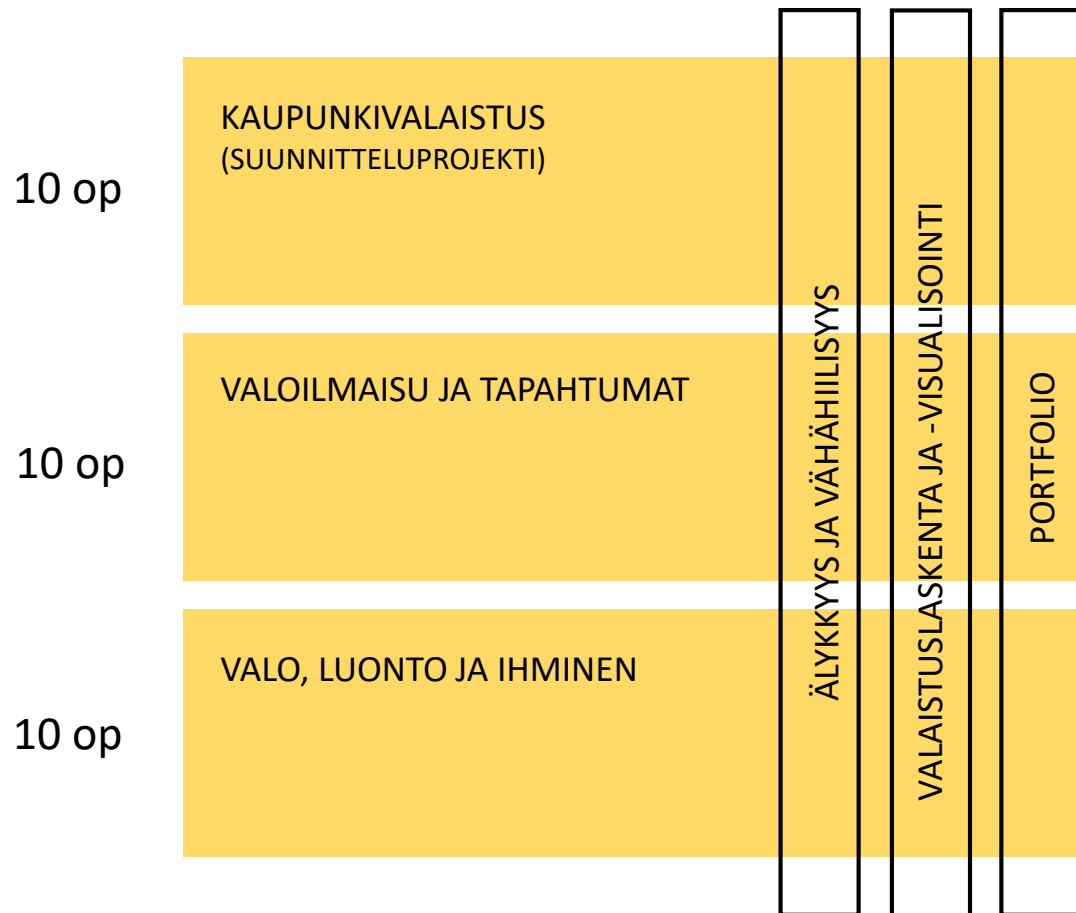 10 op
KAUPUNKIVALAISTUS
(SUUNNITTELUPROJEKTI)
10 op
VALOILMAISU JA TAPAHTUMAT
10 op
VALO, LUONTO JA IHMINEN
ÄLYKKYYS JA VÄHÄHIILISYYS
VALAISTUSLASKENTA JA -VISUALISOINTI
PORTFOLIO